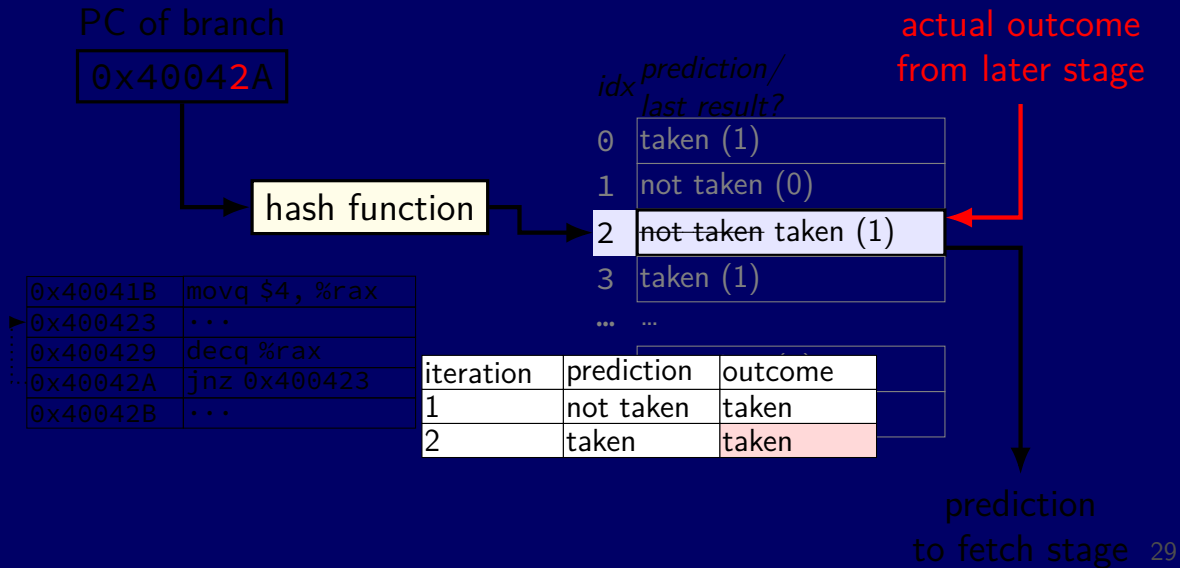 PC of branch
0x40042A
actual outcome
from later stage
idx prediction/
last result?
0 taken (1)
1 not taken (0)
hash function
2 not taken taken (1)
3 taken (1)
… …
0x40041B movq $4, %rax
0x400423 ···
0x400429 decq %rax
0x40042A jnz 0x400423
0x40042B ···
iteration prediction outcome
1 not taken taken
2 taken taken
prediction
to fetch stage
29